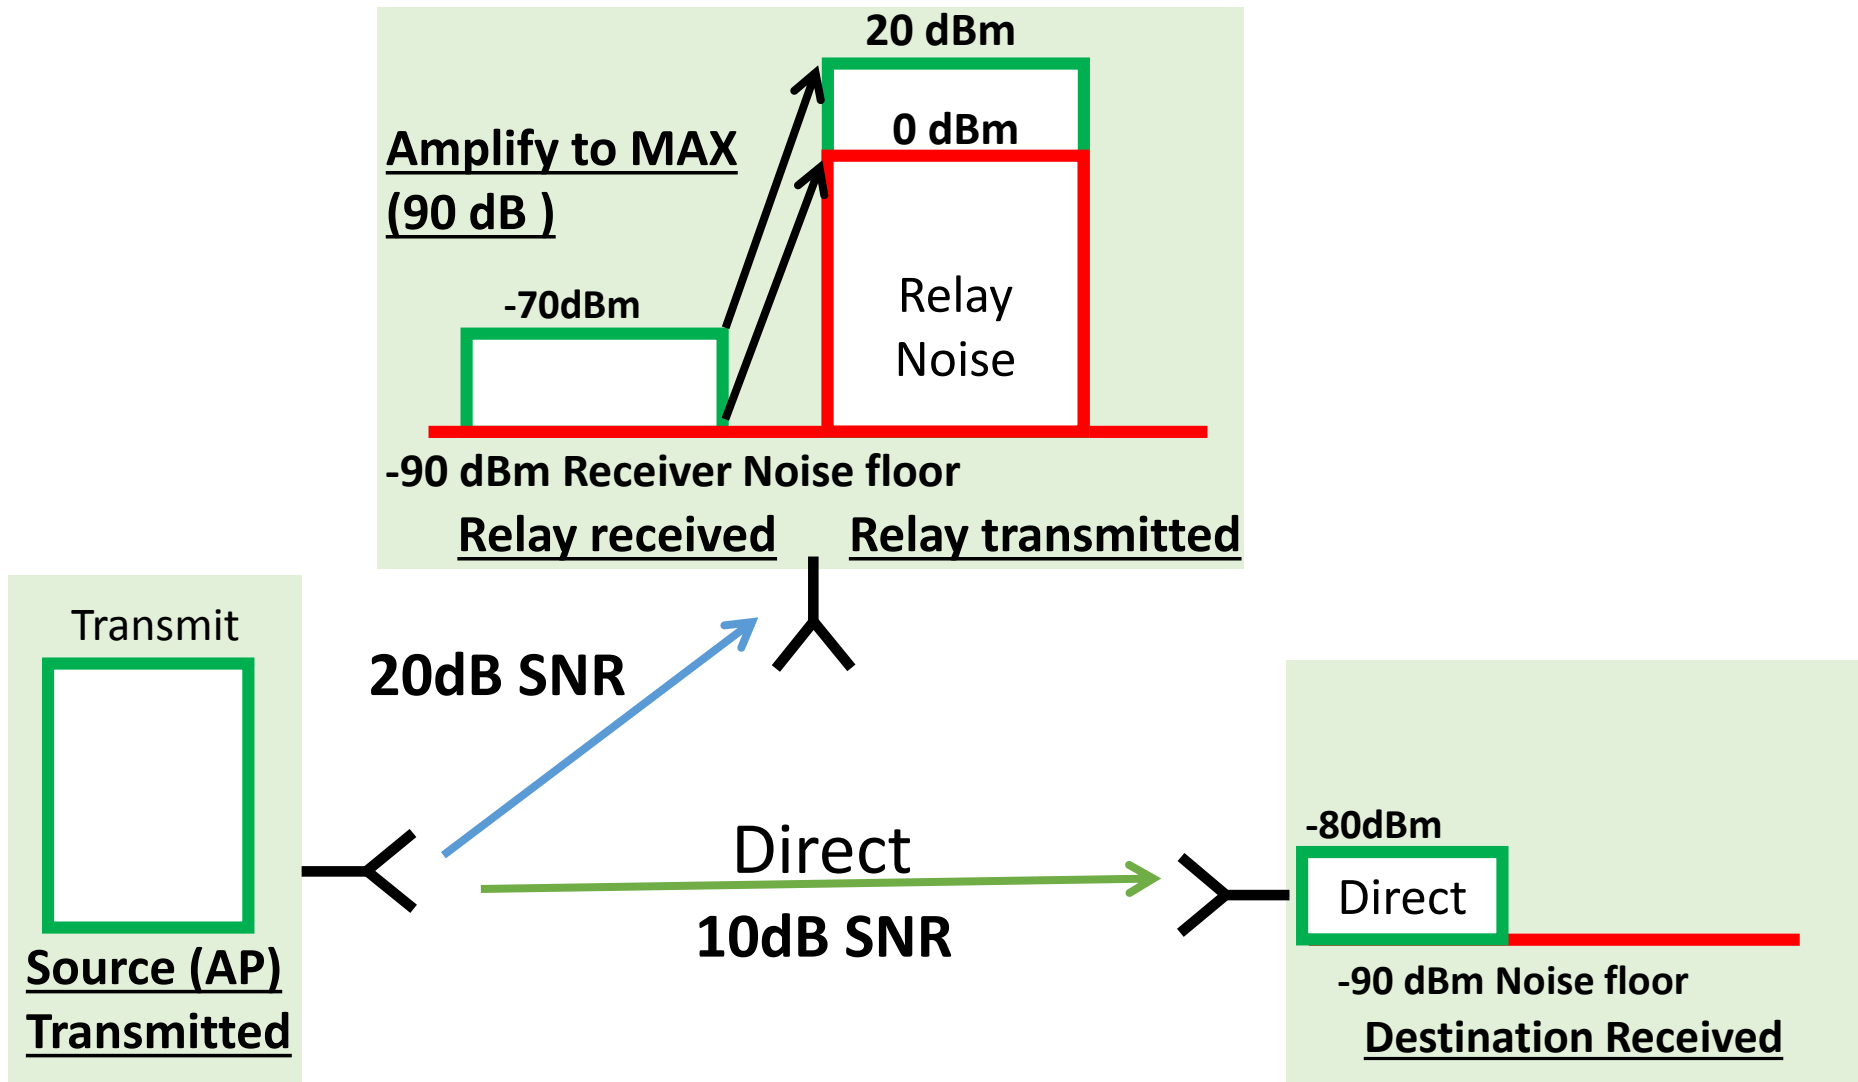 20 dBm
0 dBm
Amplify to MAX
(90 dB )
-70dBm
Relay
Noise
-90 dBm Receiver Noise floor
Relay received
Relay transmitted
Transmit
20dB SNR
Direct
10dB SNR
-80dBm
Direct
-90 dBm Noise floor
Destination Received
Source (AP)
Transmitted